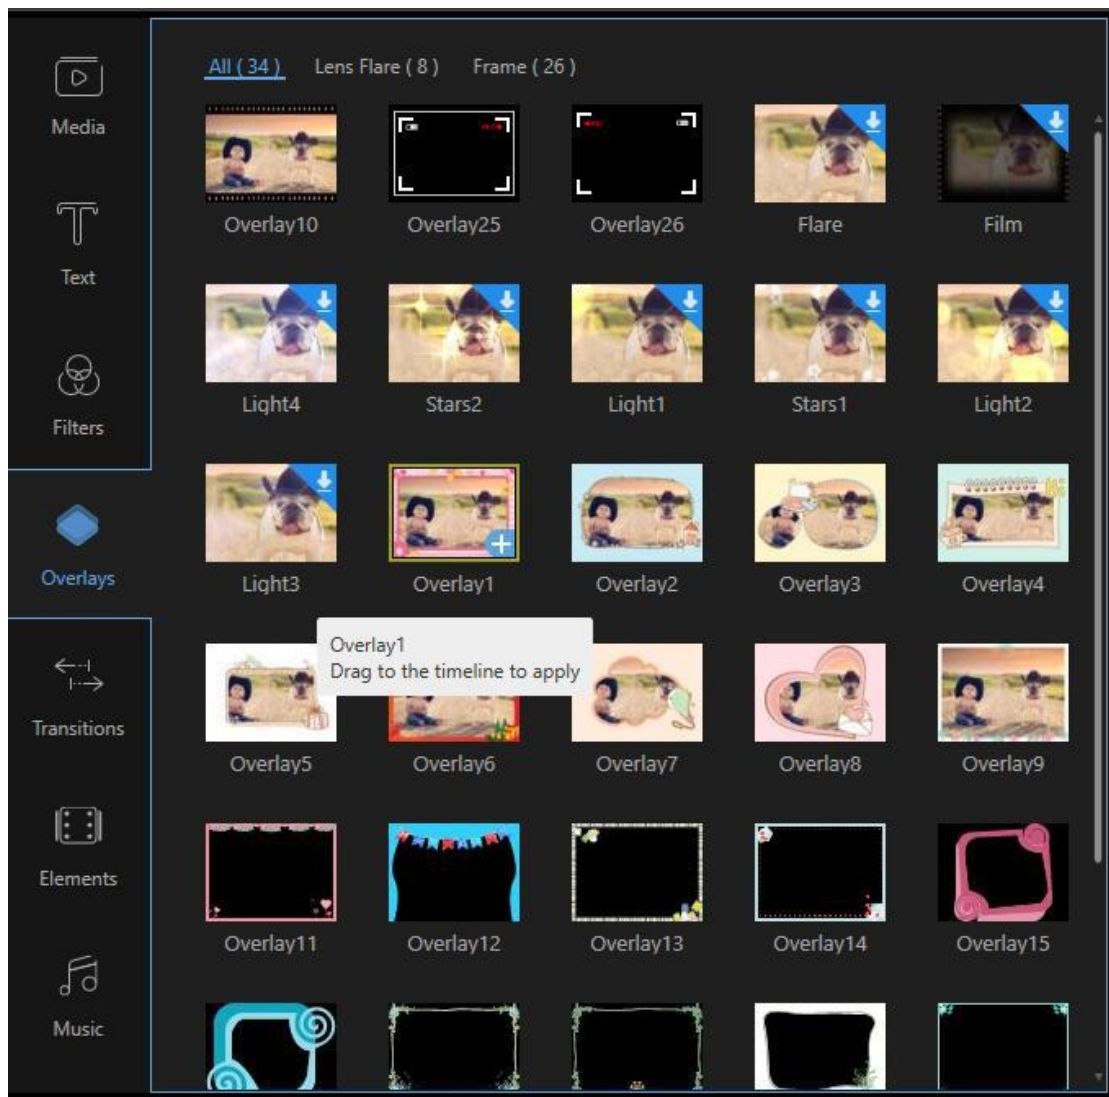 All ( 34 )
Lens Flare ( 8 )
Frame ( 26 )
Media
Text
Filters
Overlays
Transitions
Elements
Music
Overlay10
Overlay25
Overlay26
Flare
Film
Light4
Stars2
Light1
Stars1
Light2
Light3
Overlay1
Overlay2
Overlay3
Overlay4
Overlay1
Drag to the timeline to apply
Overlay5
Overlay6
Overlay7
Overlay8
Overlay9
Overlay11
Overlay12
Overlay13
Overlay14
Overlay15